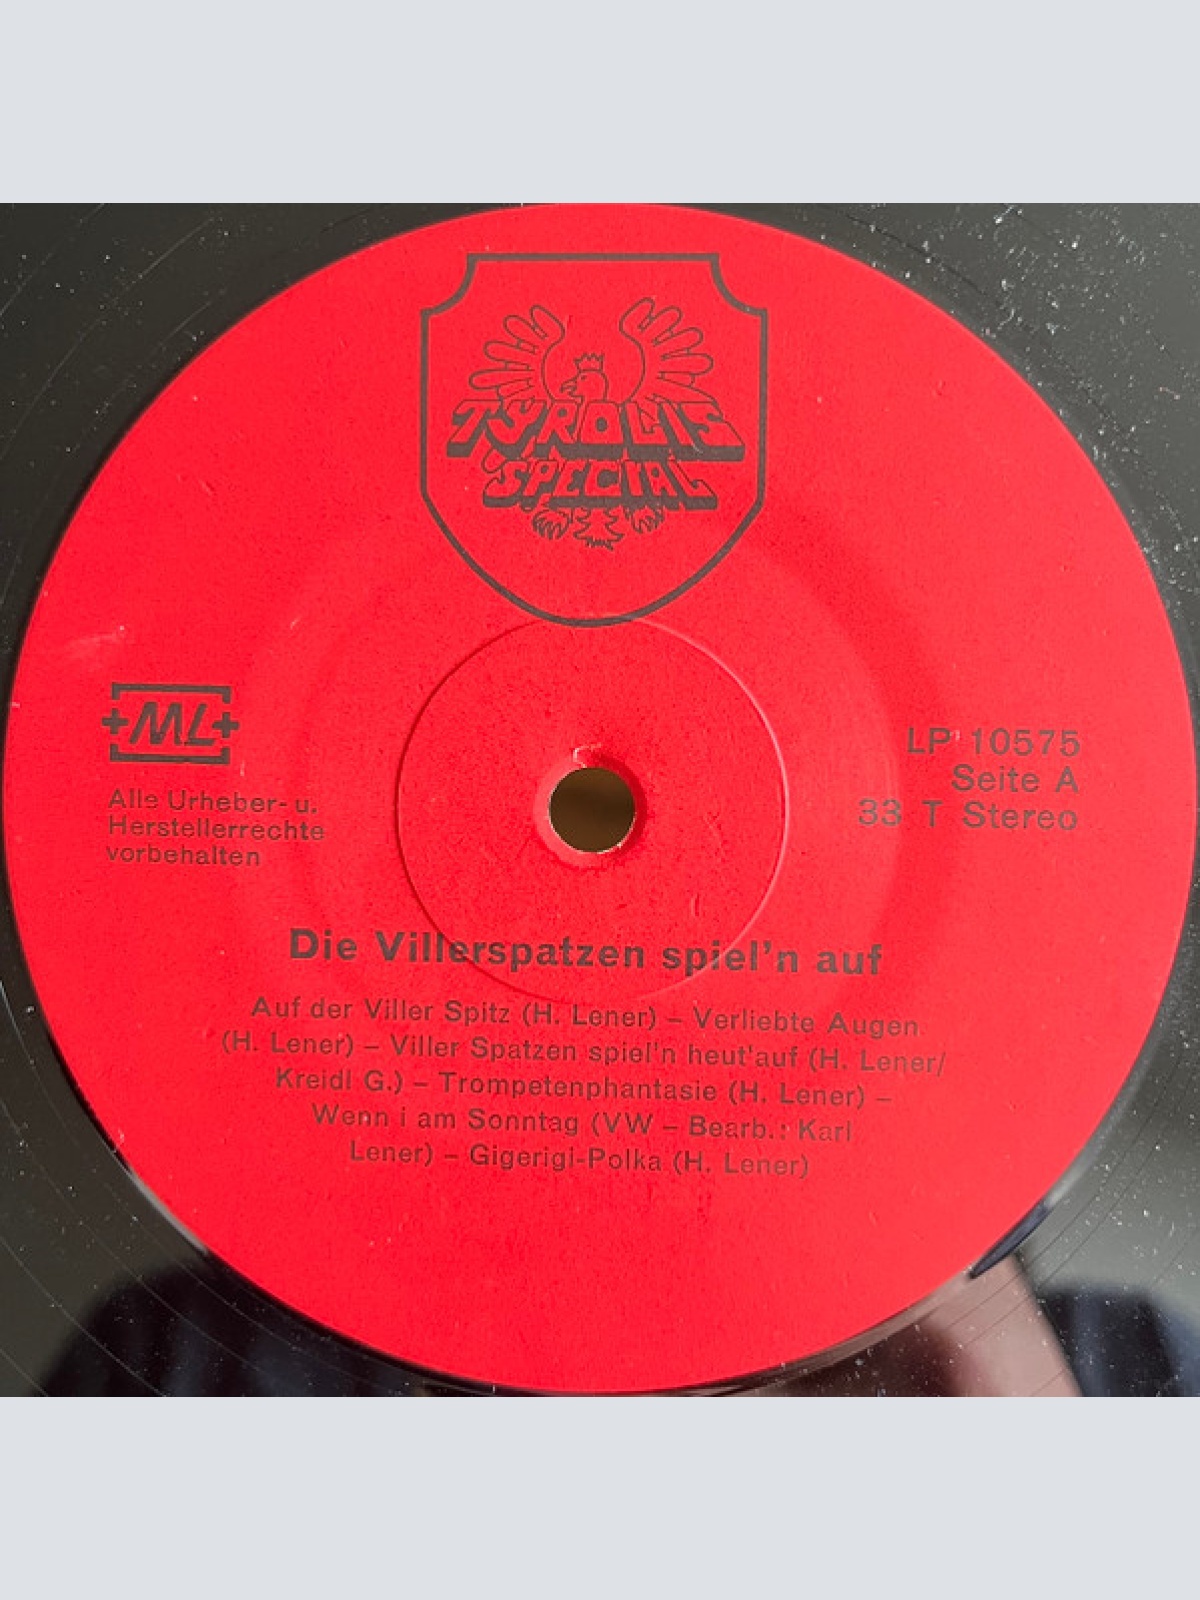 TYROLIS
SPECIAL
+ML+
Alle Urheber- u.
Herstellerrechte
vorbehalten
LP 10575
Seite A
33 T Stereo
Die Villerspatzen spiel'n auf
Auf der Viller Spitz (H. Lener) – Verliebte Augen
(H. Lener) – Viller Spatzen spiel'n heut'auf (H. Lener/
Kreidl G.) – Trompetenphantasie (H. Lener) –
Wenn i am Sonntag (VW – Bearb.: Karl
Lener) – Gigerigi-Polka (H. Lener)